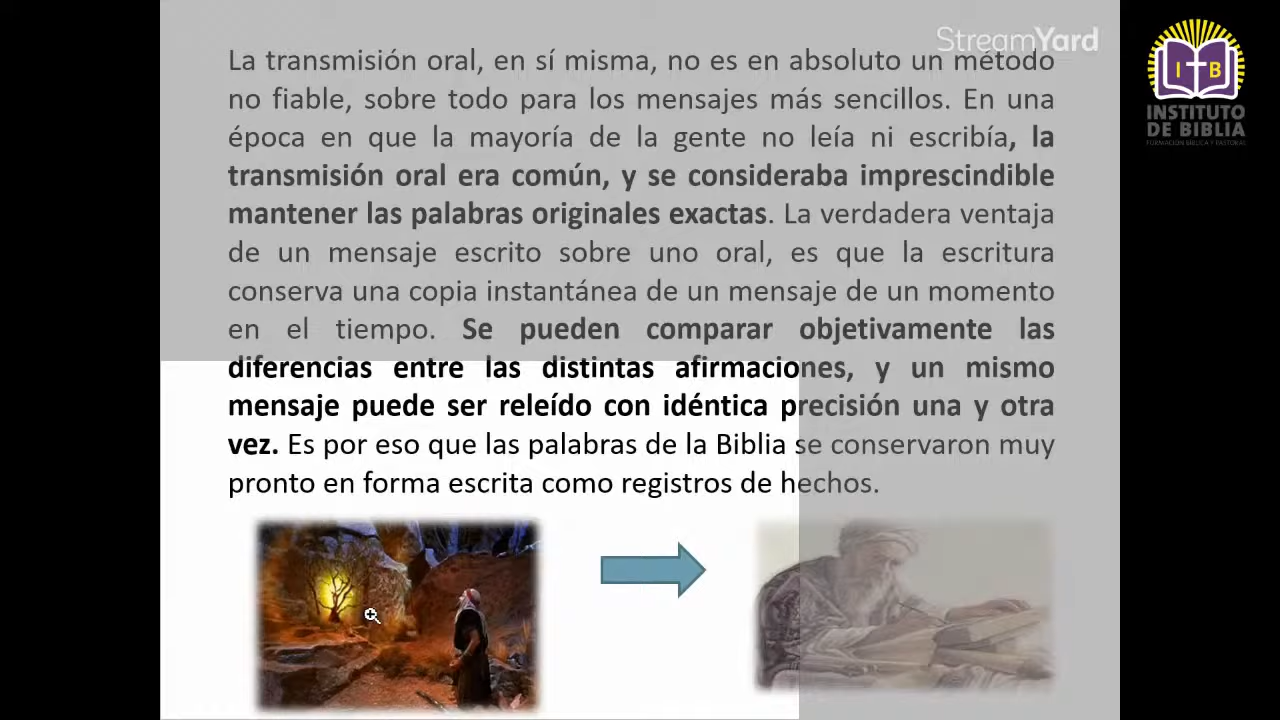 StreamYard
La transmisión oral, en sí misma, no es en absoluto un método
no fiable, sobre todo para los mensajes más sencillos. En una
época en que la mayoría de la gente no leía ni escribía, la
transmisión oral era común, y se consideraba imprescindible
mantener las palabras originales exactas. La verdadera ventaja
de un mensaje escrito sobre uno oral, es que la escritura
conserva una copia instantánea de un mensaje de un momento
en el tiempo. Se pueden comparar objetivamente las
diferencias entre las distintas afirmaciones, y un mismo
mensaje puede ser releído con idéntica precisión una y otra
vez. Es por eso que las palabras de la Biblia se conservaron muy
pronto en forma escrita como registros de hechos.
I B
INSTITUTO
DE BIBLIA
FORMACIÓN BÍBLICA Y PASTORAL